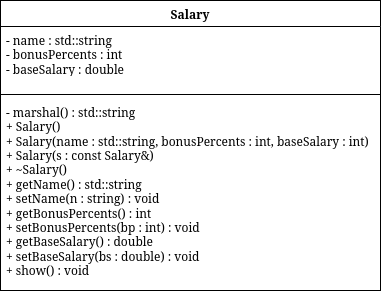 Salary
- name : std::string
- bonusPercents : int
- baseSalary : double
- marshal() : std::string
+ Salary()
+ Salary(name : std::string, bonusPercents : int, baseSalary : int)
+ Salary(s : const Salary&)
+ ~Salary()
+ getName() : std::string
+ setName(n : string) : void
+ getBonusPercents() : int
+ setBonusPercents(bp : int) : void
+ getBaseSalary() : double
+ setBaseSalary(bs : double) : void
+ show() : void